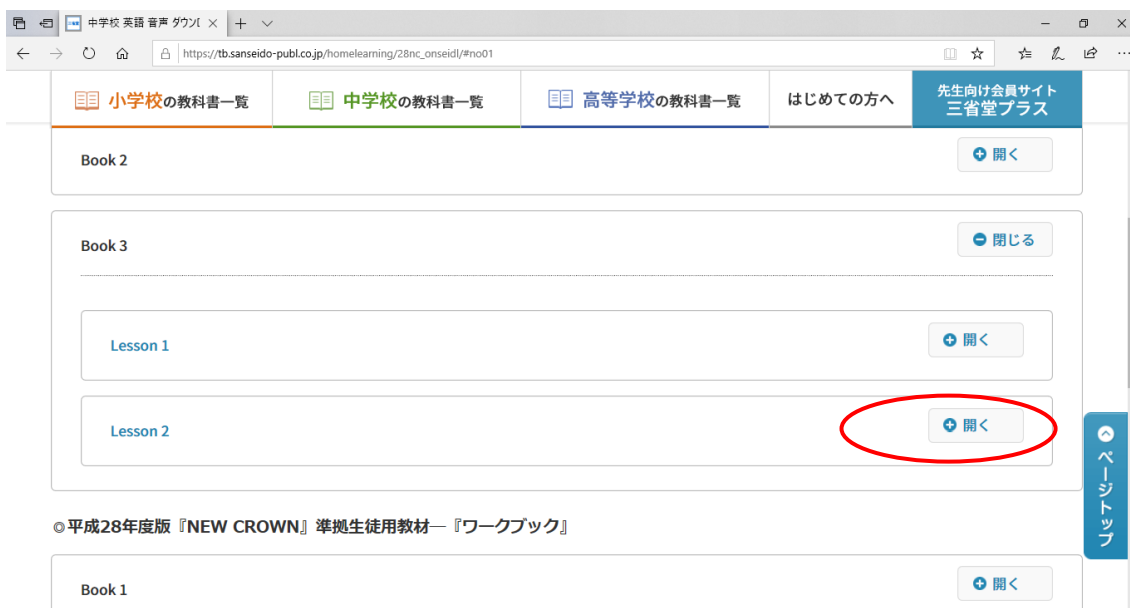 中学校 英語 音声 ダウンロ
https://tb.sanseido-publ.co.jp/homelearning/28nc_onseidl/#no01
小学校の教科書一覧
中学校の教科書一覧
高等学校の教科書一覧
はじめての方へ
先生向け会員サイト
三省堂プラス
Book 2
開く
Book 3
閉じる
Lesson 1
開く
Lesson 2
開く
ページトップ
◎平成28年度版『NEW CROWN』準拠生徒用教材―『ワークブック』
Book 1
開く